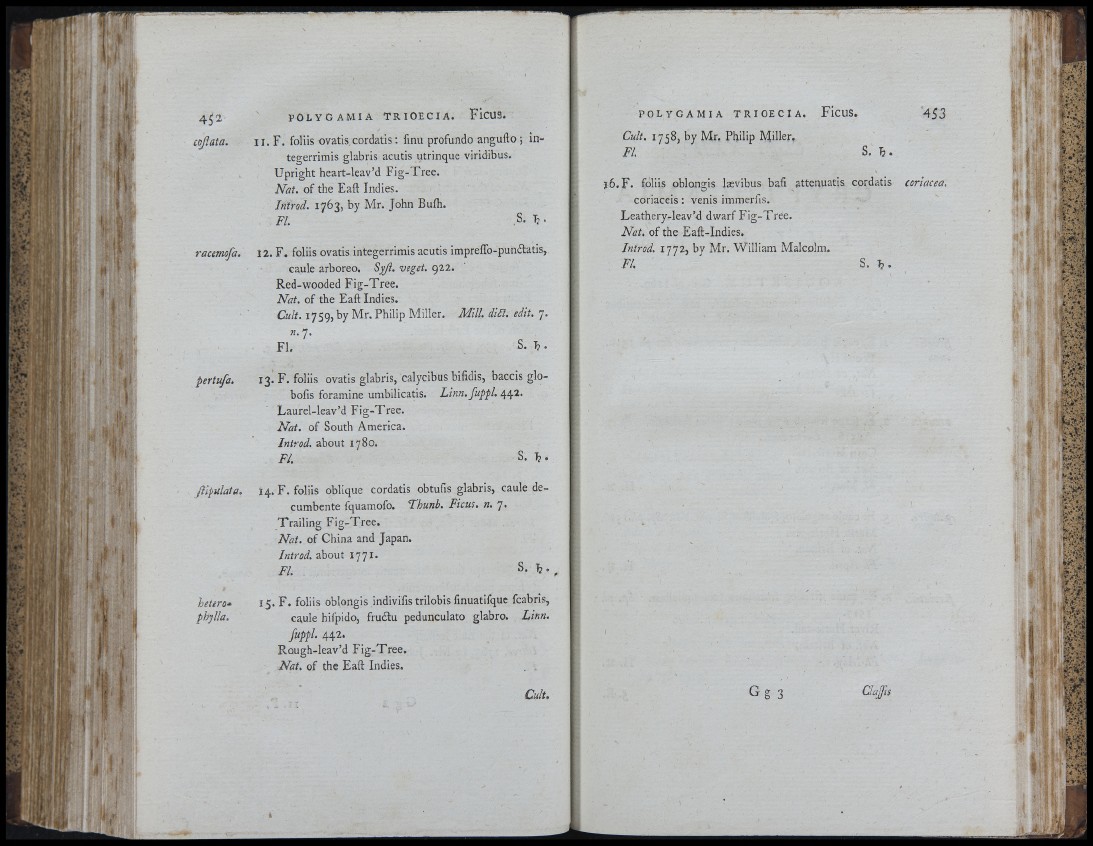 452 POLYGAMIA TRIOECIA. Ficus.
coſtata. 11. F. foliis ovatis cordatis: ſinu profundo anguſto; in-
tegerrimis glabris acutis utrinque viridibus.
Upright heart-leav'd Fig-Tree.
Nat. of the Eaſt Indies.
Introd. 1763, by Mr. John Buſh.
Fl. S. ♄.
racemoſa. 12. F. foliis ovatis integerrimis acutis impreſſo-punctatis,
caule arboreo. Syſt. veget. 922.
Red-wooded Fig-Tree.
Nat. of the Eaſt Indies.
Cult. 1759, by Mr. Philip Miller. Mill. dict. edit. 7.
n. 7.
Fl. S. ♄.
pertuſa. 13. F. foliis ovatis glabris, calycibus bifidis, baccis glo-
boſis foramine umbilicatis. Linn. ſuppl. 442.
Laurel-leav'd Fig-Tree.
Nat. of South America.
Introd. about 1780.
Fl. S. ♄.
ſtipulata. 14. F. foliis oblique cordatis obtuſis glabris, caule de-
cumbente ſquamoſo. Thunb. Ficus. n. 7.
Trailing Fig-Tree.
Nat. of China and Japan.
Introd. about 1771.
Fl. S. ♄.
hetero- 15. F. foliis oblongis indiviſis trilobis ſinuatiſque ſcabris,
phylla. caule hiſpido, fructu pedunculato glabro. Linn.
ſuppl. 442.
Rough-leav'd Fig-Tree.
Nat. of the Eaſt Indies.
Cult.
POLYGAMIA TRIOECIA. Ficus. 453
Cult. 1758, by Mr. Philip Miller.
Fl. S. ♄.
16. F. foliis oblongis lævibus baſi attenuatis cordatis coriacea.
coriaceis: venis immerſis.
Leathery-leav'd dwarf Fig-Tree.
Nat. of the Eaſt-Indies.
Introd. 1772, by Mr. William Malcolm.
Fl. S. ♄.
G g 3 Claſſis